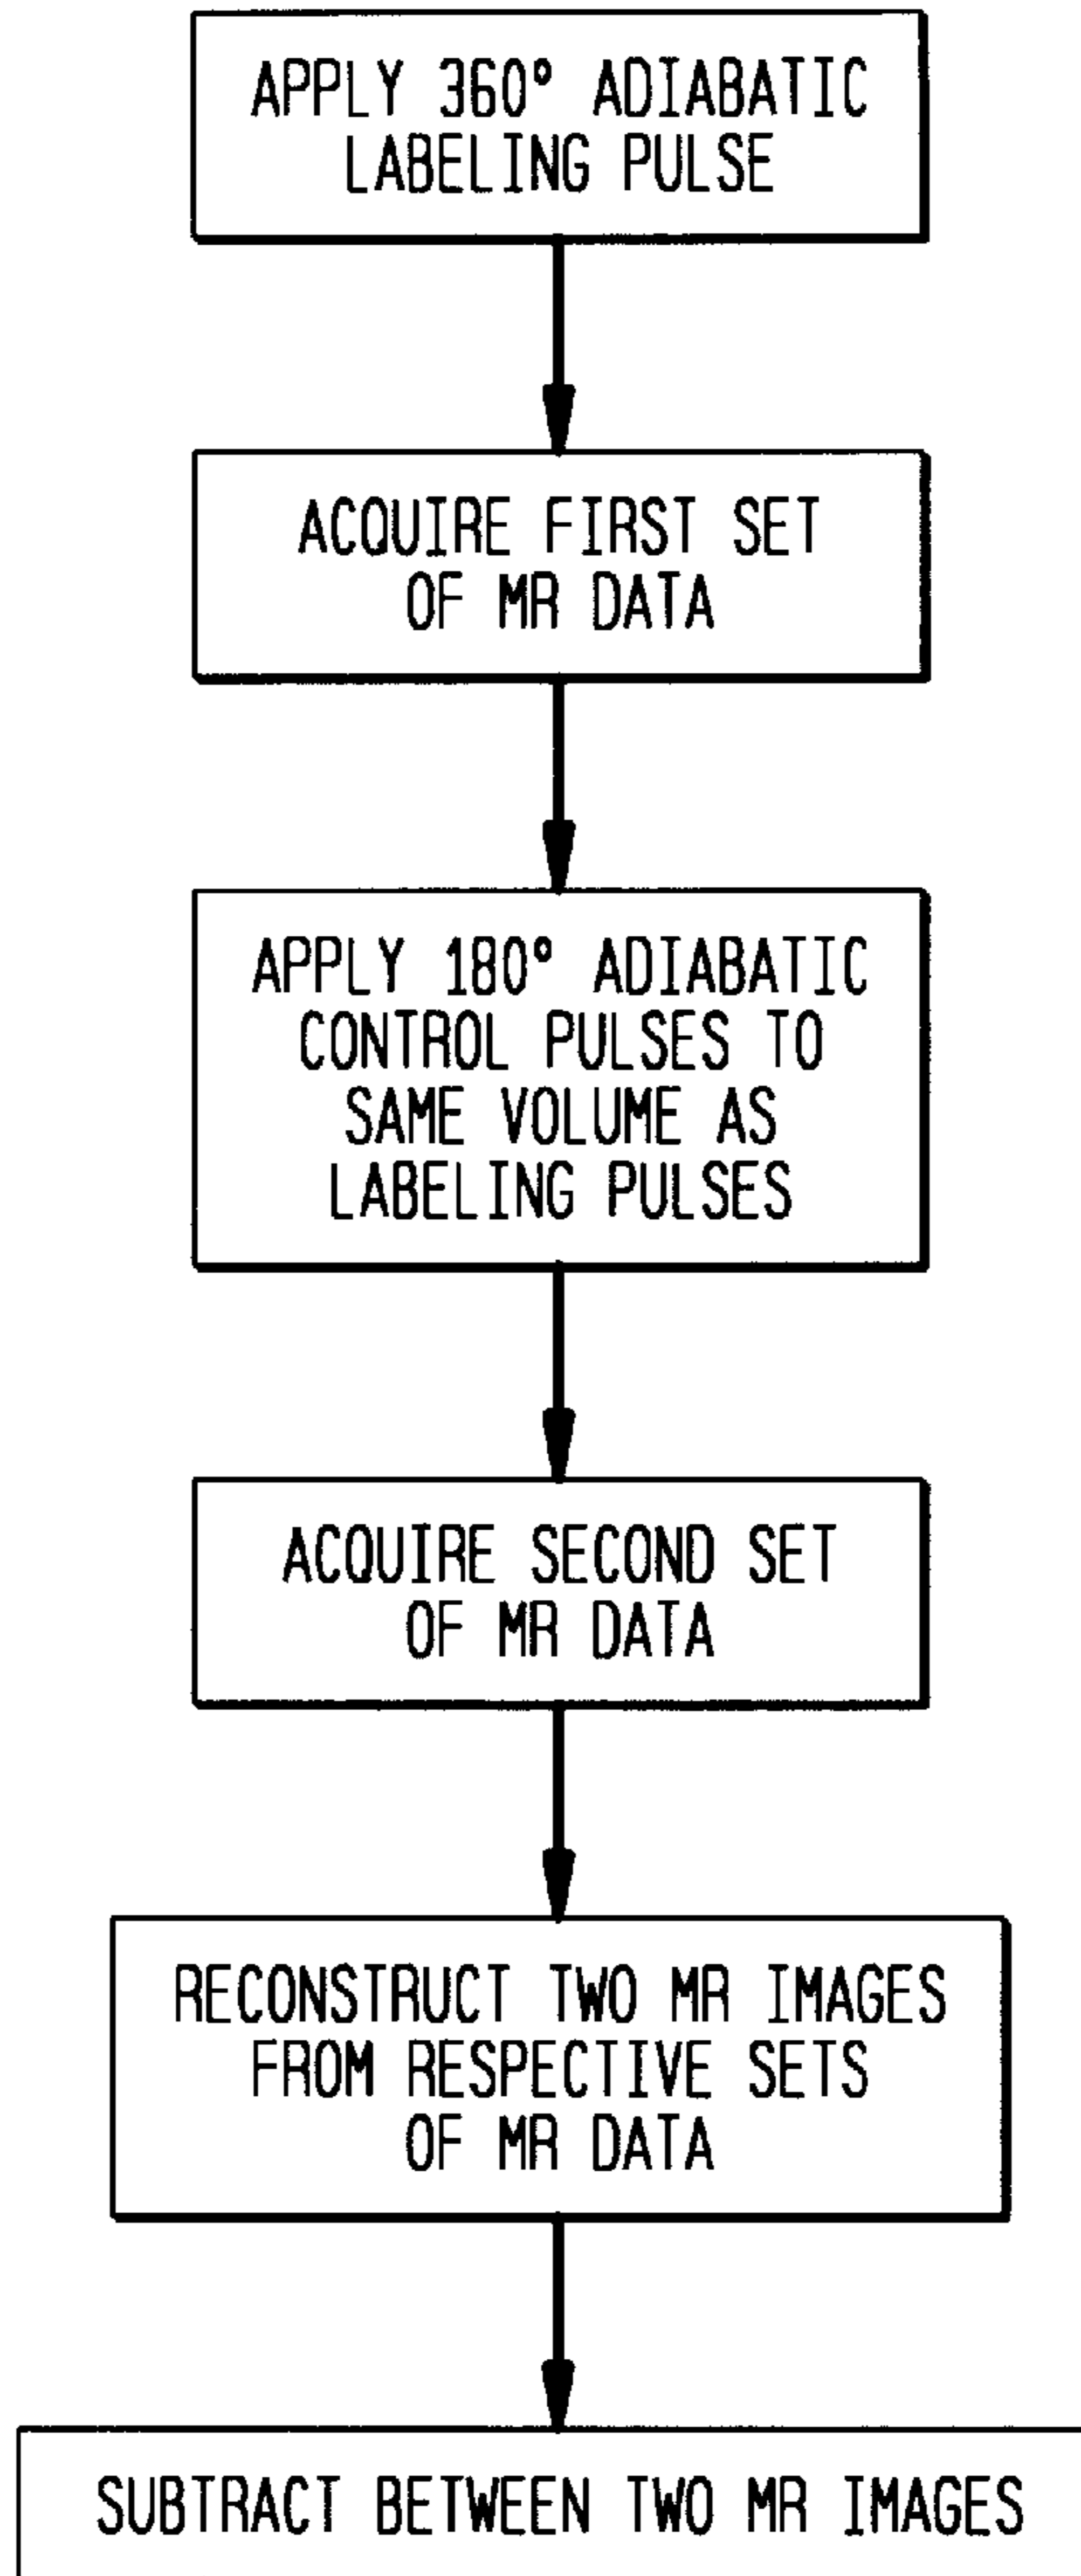 APPLY 360° ADIABATIC
LABELING PULSE
ACQUIRE FIRST SET
OF MR DATA
APPLY 180° ADIABATIC
CONTROL PULSES TO
SAME VOLUME AS
LABELING PULSES
ACQUIRE SECOND SET
OF MR DATA
RECONSTRUCT TWO MR IMAGES
FROM RESPECTIVE SETS
OF MR DATA
SUBTRACT BETWEEN TWO MR IMAGES